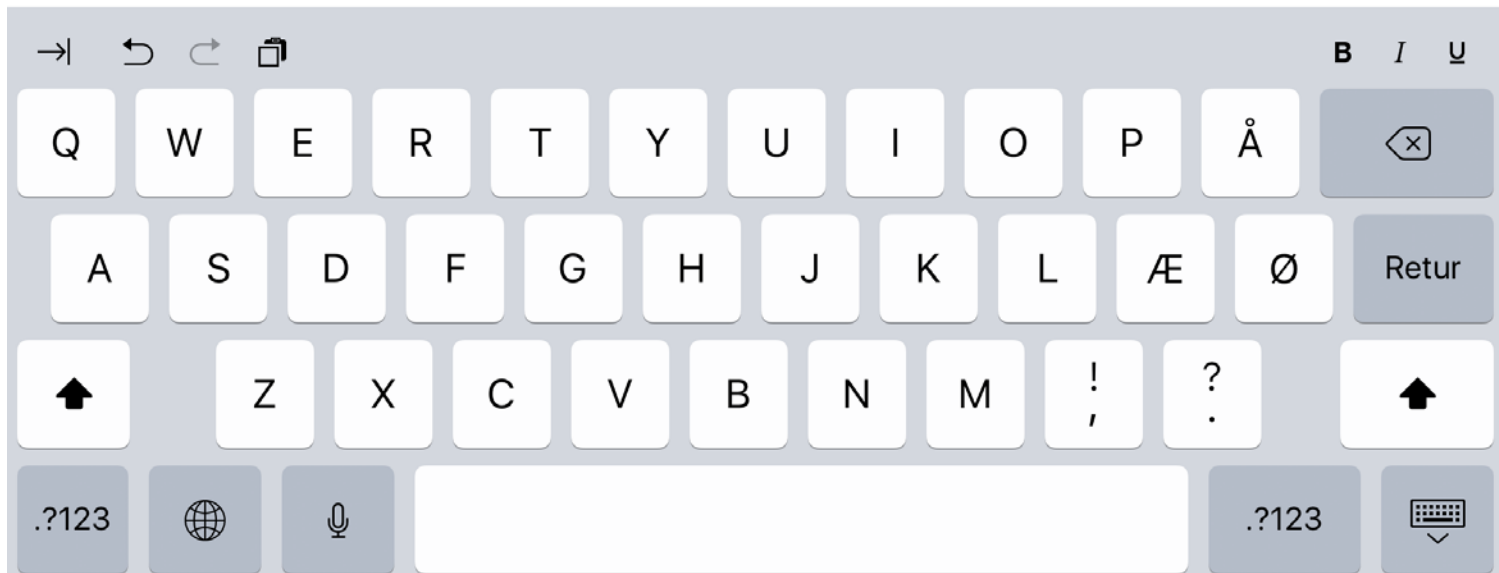 B I U
Q W E R T Y U I O P Å
A S D F G H J K L Æ Ø Retur
Z X C V B N M ! , ? .
.?123 .?123